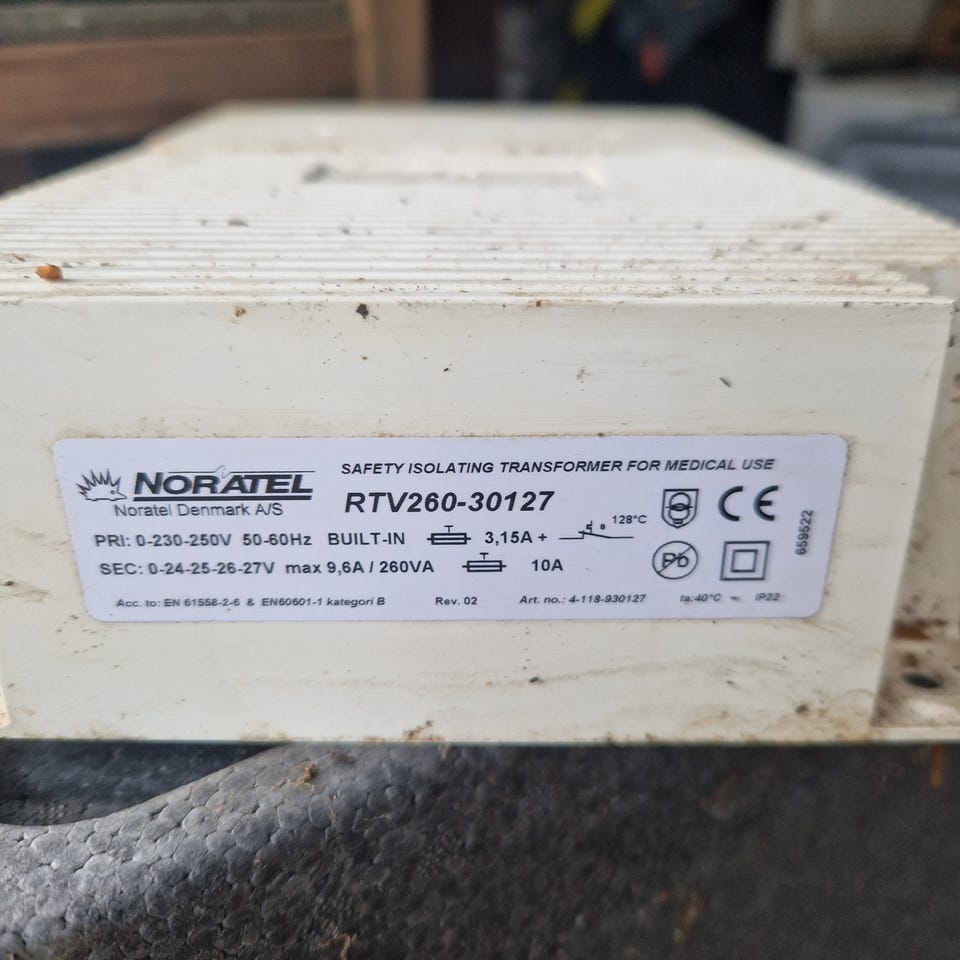 SAFETY ISOLATING TRANSFORMER FOR MEDICAL USE
NORATEL
Noratel Denmark A/S
RTV260-30127
CE
PRI: 0-230-250V 50-60Hz BUILT-IN 3,15A + 128°C
SEC: 0-24-25-26-27V max 9,6A / 260VA 10A
Pb
Acc. to: EN 61558-2-6 & EN60601-1 kategori B Rev. 02 Art. no.: 4-118-930127 ta:40°C IP22
659522